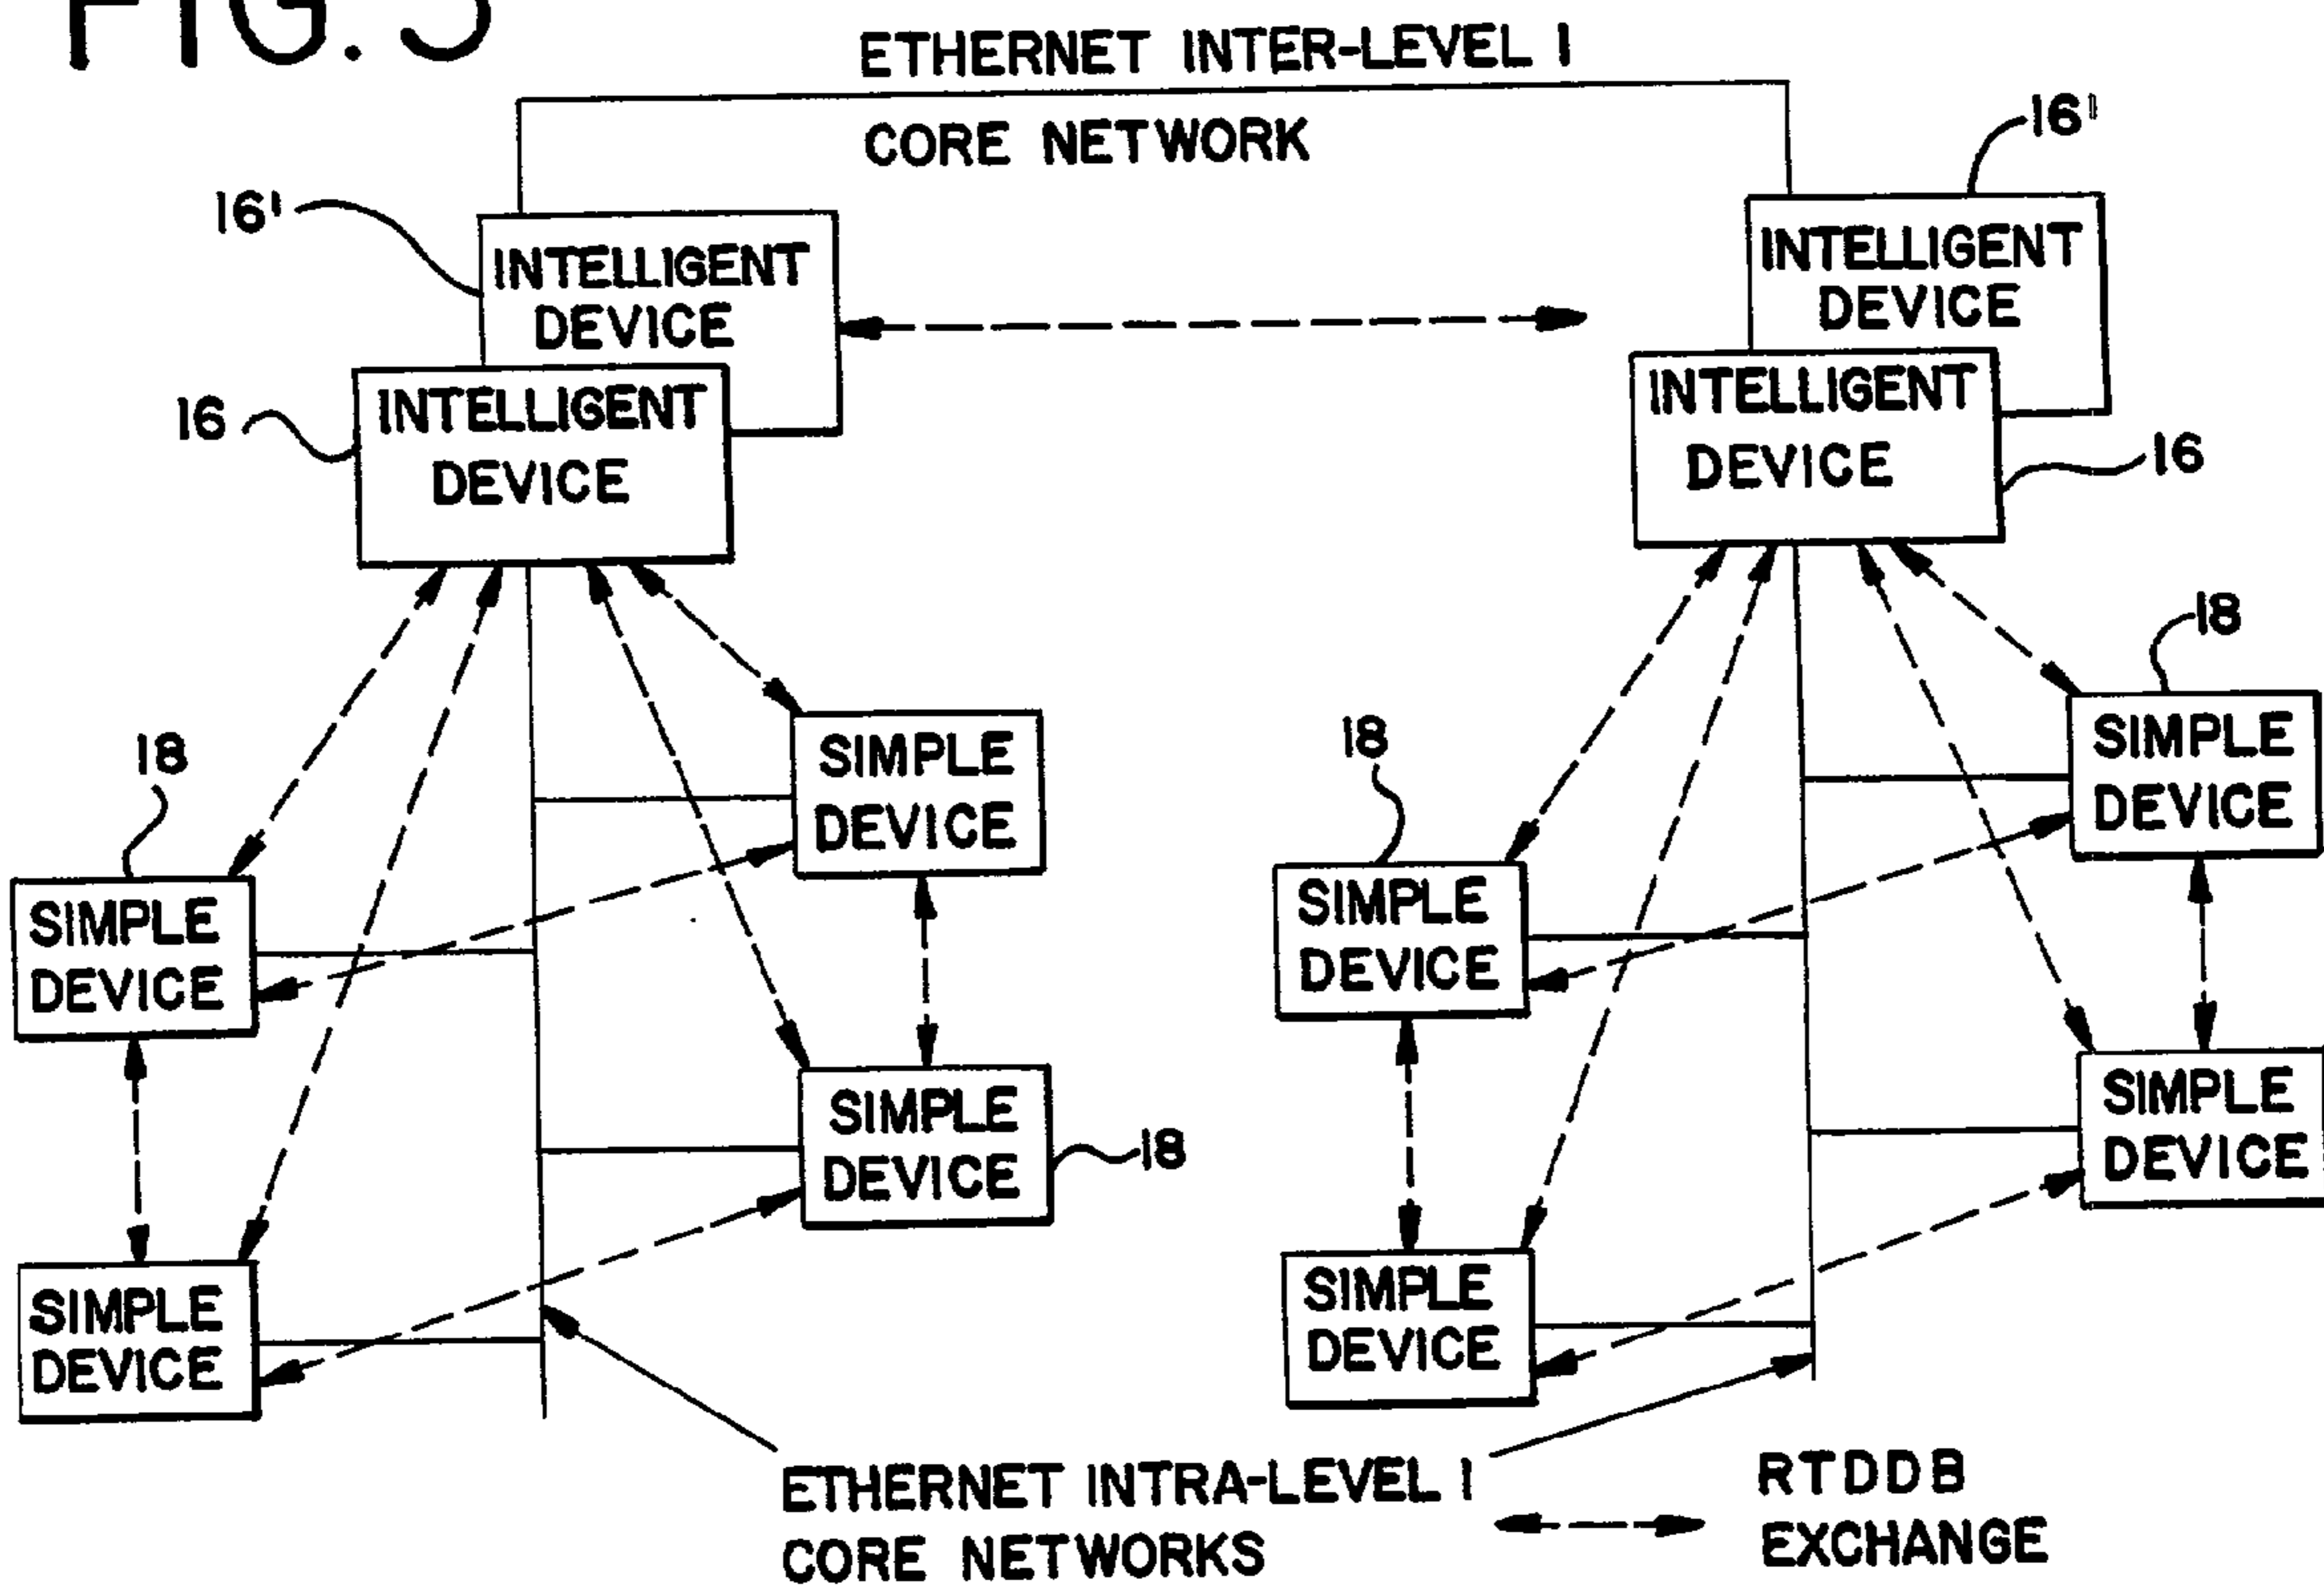 FIG. 5
ETHERNET INTER-LEVEL 1
CORE NETWORK
16'
16'
INTELLIGENT
DEVICE
INTELLIGENT
DEVICE
16
INTELLIGENT
DEVICE
INTELLIGENT
DEVICE
16
18
SIMPLE
DEVICE
18
SIMPLE
DEVICE
18
SIMPLE
DEVICE
18
SIMPLE
DEVICE
SIMPLE
DEVICE
18
SIMPLE
DEVICE
SIMPLE
DEVICE
SIMPLE
DEVICE
ETHERNET INTRA-LEVEL 1
CORE NETWORKS
RTDDB
EXCHANGE